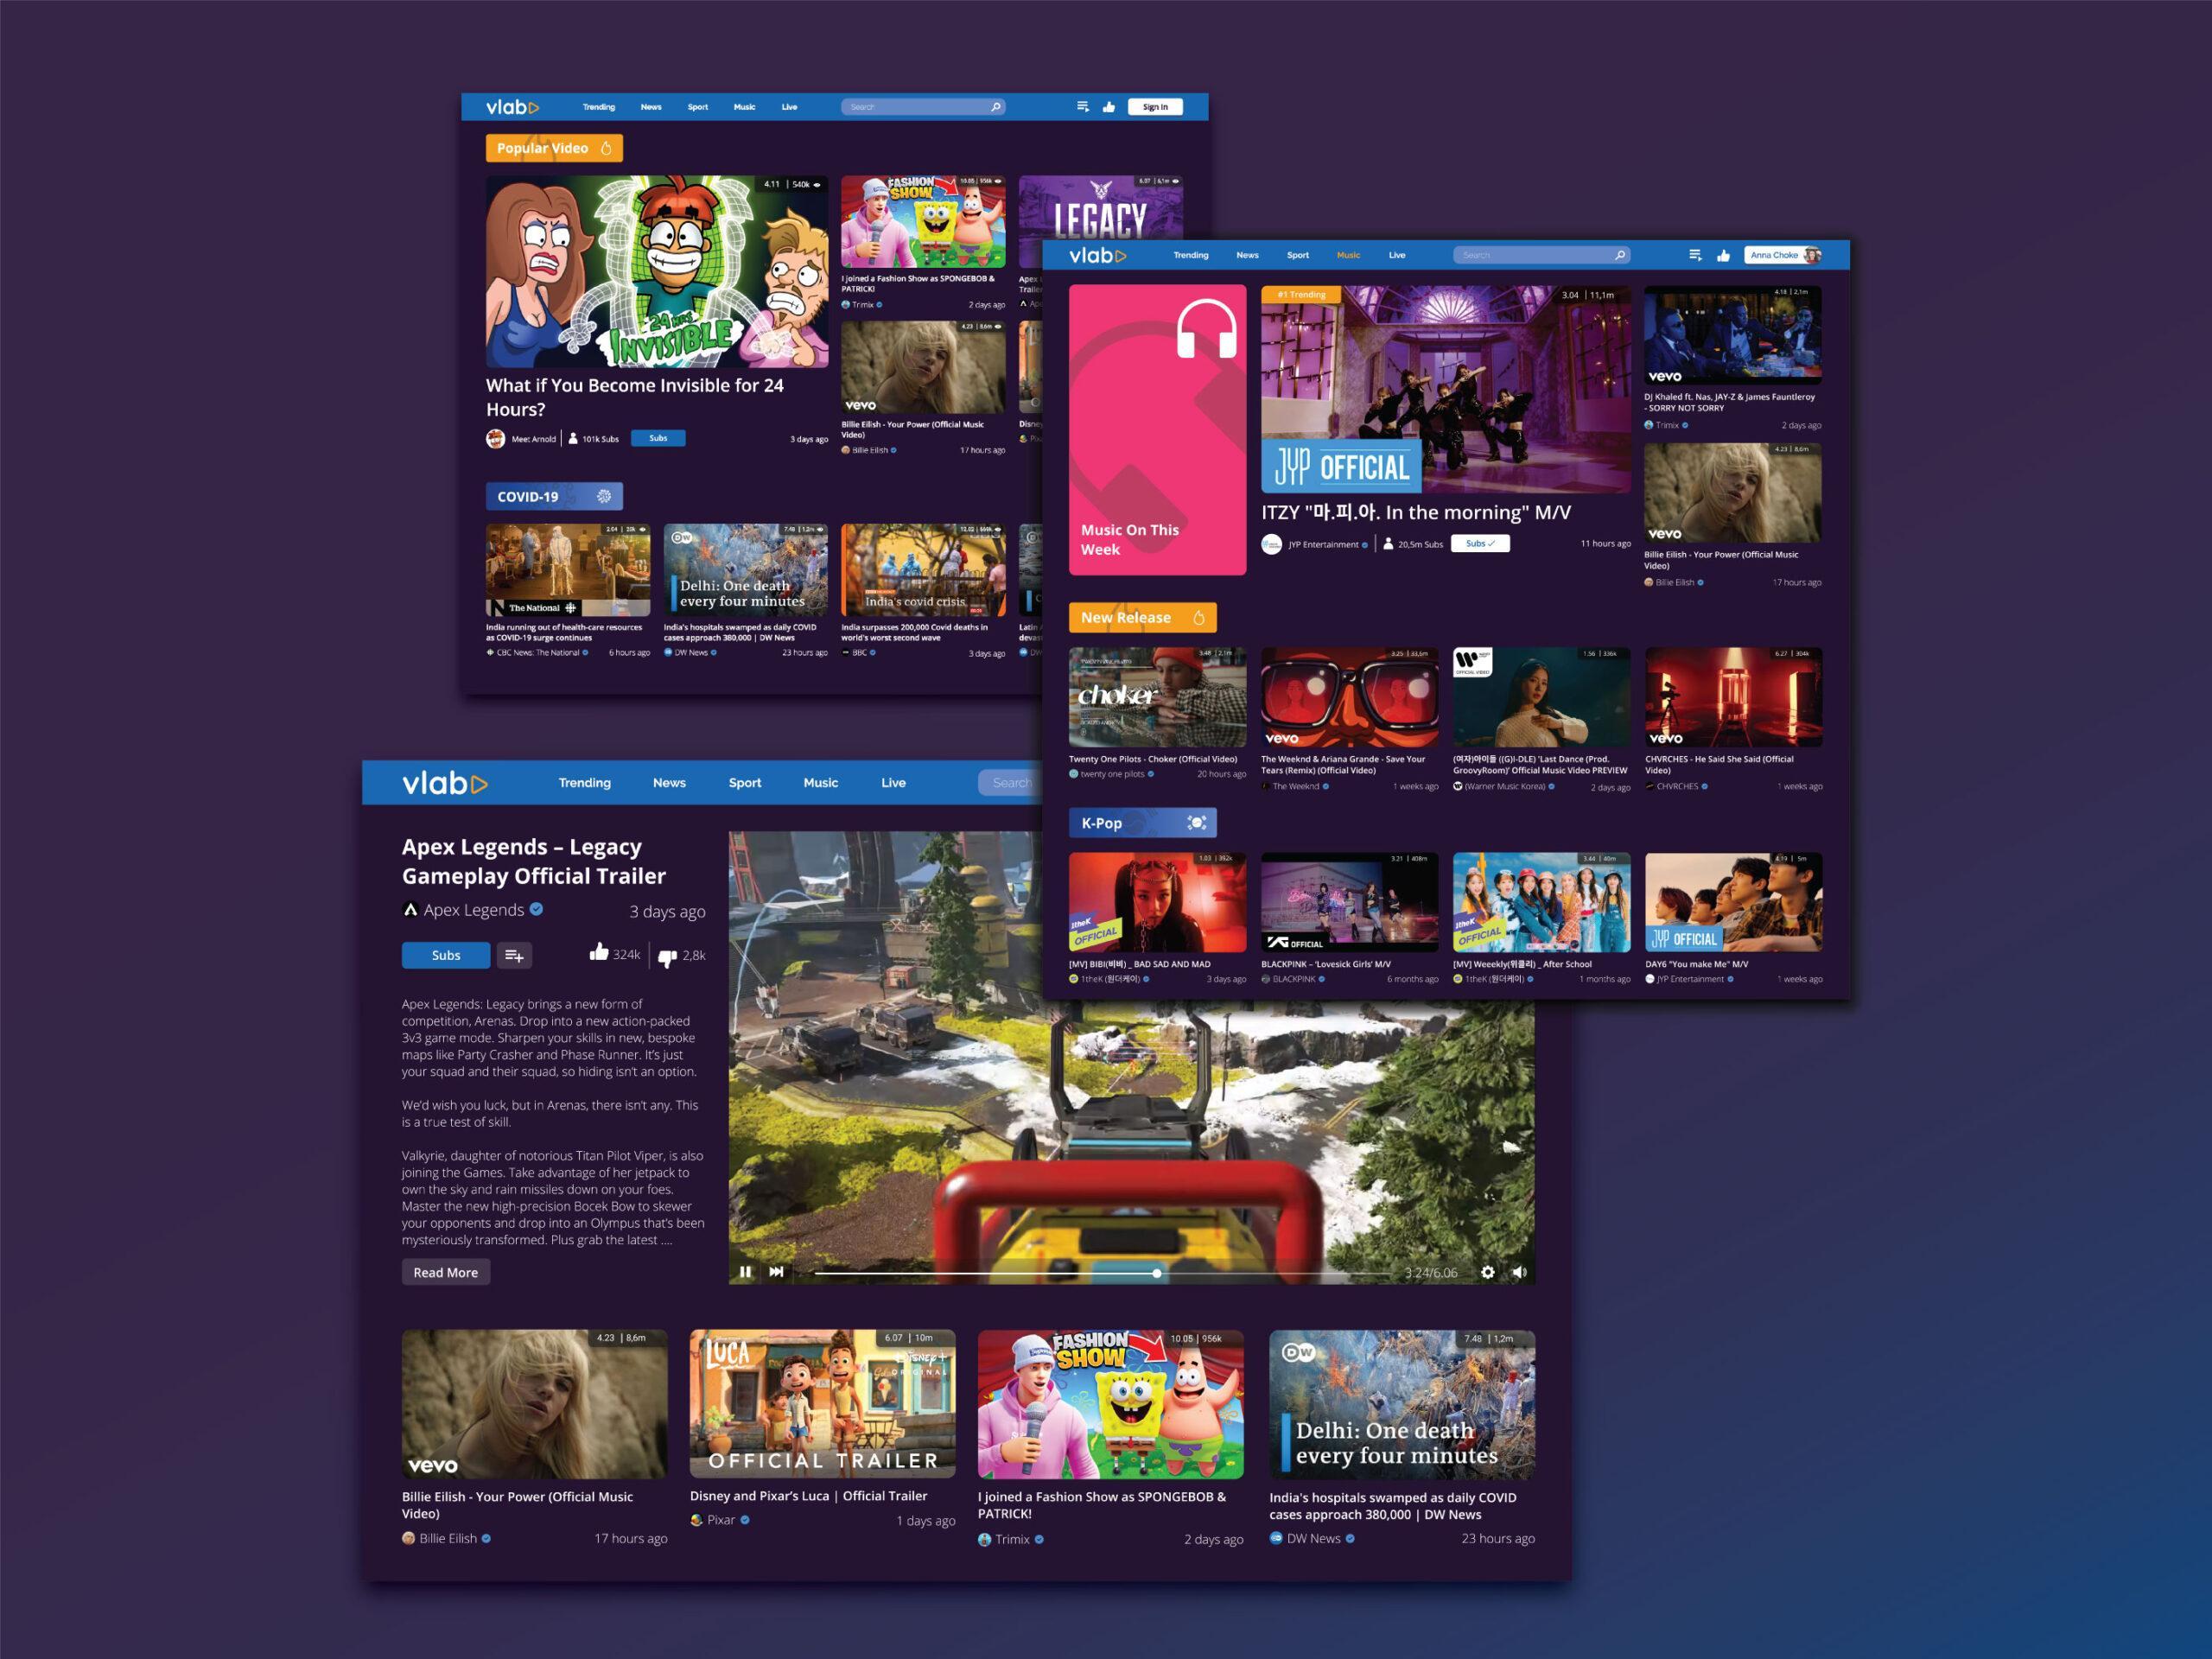 vlab
Trending News Sport Music Live
Search
Sign In
Popular Video
4.11 | 540k
24 HRS
INVISIBLE
What if You Become Invisible for 24
Hours?
Meet Arnold 101k Subs Subs 3 days ago
FASHION
SHOW
10.05 | 956k
I joined a Fashion Show as SPONGEBOB &
PATRICK!
Trimix 2 days ago
6.07
LEGACY
Apex
Trailer
4.23 | 8,6m
vevo
Billie Eilish - Your Power (Official Music
Video)
Billie Eilish 17 hours ago
Disney
COVID-19
2.04 | 20k
The National
India running out of health-care resources
as COVID-19 surge continues
CBC News: The National 6 hours ago
DW
7.48 | 1,2m
Delhi: One death
every four minutes
India's hospitals swamped as daily COVID
cases approach 380,000 | DW News
DW News 23 hours ago
India's covid crisis
India surpasses 200,000 Covid deaths in
world's worst second wave
BBC 3 days ago
Latin
devas
vlab
Trending News Sport Music Live
Search
Anna Choke
Music On This
Week
#1 Trending
3.04 | 11,1m
JYP OFFICIAL
ITZY "마.피.아. In the morning" M/V
JYP Entertainment 20,5m Subs Subs 11 hours ago
4.18 | 2,1m
vevo
DJ Khaled ft. Nas, JAY-Z & James Fauntleroy
- SORRY NOT SORRY
Trimix 2 days ago
4.23 | 8,6m
vevo
Billie Eilish - Your Power (Official Music
Video)
Billie Eilish 17 hours ago
New Release
3.48 | 2,1m
choker
Twenty One Pilots - Choker (Official Video)
twenty one pilots 20 hours ago
3.25 | 33,5m
vevo
The Weeknd & Ariana Grande - Save Your
Tears (Remix) (Official Video)
The Weeknd 1 weeks ago
OFFICIAL VIDEO
1.56 | 336k
(여자)아이들 ((G)I-DLE) 'Last Dance (Prod.
GroovyRoom)' Official Music Video PREVIEW
(Warner Music Korea) 2 days ago
6.27 | 304k
vevo
CHVRCHES - He Said She Said (Official
Video)
CHVRCHES 1 weeks ago
K-Pop
1.03 | 392k
1theK
OFFICIAL
[MV] BIBI(비비) _ BAD SAD AND MAD
1theK (원더케이) 3 days ago
3.21 | 408m
YG OFFICIAL
BLACKPINK – 'Lovesick Girls' M/V
BLACKPINK 6 months ago
3.44 | 40m
1theK
OFFICIAL
[MV] Weeekly(위클리) _ After School
1theK (원더케이) 1 months ago
4.19 | 5m
JYP OFFICIAL
DAY6 "You make Me" M/V
JYP Entertainment 1 weeks ago
vlab
Trending News Sport Music Live
Search
Apex Legends – Legacy
Gameplay Official Trailer
Apex Legends 3 days ago
Subs 324k 2,8k
Apex Legends: Legacy brings a new form of
competition, Arenas. Drop into a new action-packed
3v3 game mode. Sharpen your skills in new, bespoke
maps like Party Crasher and Phase Runner. It's just
your squad and their squad, so hiding isn't an option.
We'd wish you luck, but in Arenas, there isn't any. This
is a true test of skill.
Valkyrie, daughter of notorious Titan Pilot Viper, is also
joining the Games. Take advantage of her jetpack to
own the sky and rain missiles down on your foes.
Master the new high-precision Bocek Bow to skewer
your opponents and drop into an Olympus that's been
mysteriously transformed. Plus grab the latest ....
Read More
3:24/6.06
4.23 | 8,6m
vevo
Billie Eilish - Your Power (Official Music
Video)
Billie Eilish 17 hours ago
LUCA
6.07 | 10m
Disney+
ORIGINAL
OFFICIAL TRAILER
Disney and Pixar's Luca | Official Trailer
Pixar 1 days ago
FASHION
SHOW
10.05 | 956k
I joined a Fashion Show as SPONGEBOB &
PATRICK!
Trimix 2 days ago
DW
7.48 | 1,2m
Delhi: One death
every four minutes
India's hospitals swamped as daily COVID
cases approach 380,000 | DW News
DW News 23 hours ago